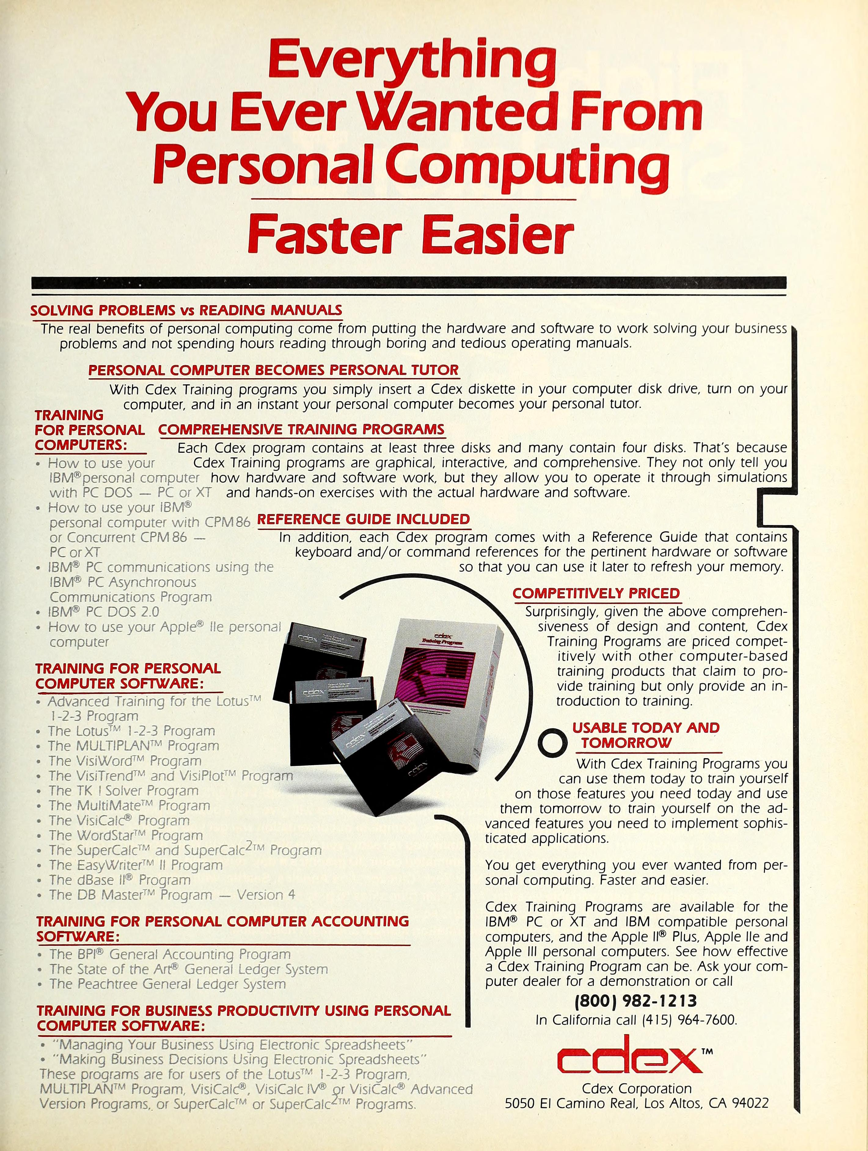 Everything
You Ever Wanted From
Personal Computing
Faster Easier
SOLVING PROBLEMS vs READING MANUALS
The real benefits of personal computing come from putting the hardware and software to work solving your business
problems and not spending hours reading through boring and tedious operating manuals.
PERSONAL COMPUTER BECOMES PERSONAL TUTOR
With Cdex Training programs you simply insert a Cdex diskette in your computer disk drive, turn on your
computer, and in an instant your personal computer becomes your personal tutor.
COMPREHENSIVE TRAINING PROGRAMS
Each Cdex program contains at least three disks and many contain four disks. That's because
Cdex Training programs are graphical, interactive, and comprehensive. They not only tell you
how hardware and software work, but they allow you to operate it through simulations
and hands-on exercises with the actual hardware and software.
REFERENCE GUIDE INCLUDED
In addition, each Cdex program comes with a Reference Guide that contains
keyboard and/or command references for the pertinent hardware or software
so that you can use it later to refresh your memory.
TRAINING
FOR PERSONAL
COMPUTERS:
• How to use your
IBM® personal computer
with PC DOS — PC or XT
• How to use your IBM®
personal computer with CPM 86
or Concurrent CPM 86 —
PC or XT
• IBM® PC communications using the
IBM® PC Asynchronous
Communications Program
• IBM® PC DOS 2.0
• How to use your Apple® IIe personal
computer
TRAINING FOR PERSONAL
COMPUTER SOFTWARE:
• Advanced Training for the Lotus™
1-2-3 Program
• The Lotus™ 1-2-3 Program
• The MULTIPLAN™ Program
• The VisiWord™ Program
• The VisiTrend™ and VisiPlot™ Program
• The TK ! Solver Program
• The MultiMate™ Program
• The VisiCalc® Program
• The WordStar™ Program
• The SuperCalc™ and SuperCalc2™ Program
• The EasyWriter™ II Program
• The dBase II® Program
• The DB Master™ Program — Version 4
TRAINING FOR PERSONAL COMPUTER ACCOUNTING
SOFTWARE:
• The BPI® General Accounting Program
• The State of the Art® General Ledger System
• The Peachtree General Ledger System
TRAINING FOR BUSINESS PRODUCTIVITY USING PERSONAL
COMPUTER SOFTWARE:
• "Managing Your Business Using Electronic Spreadsheets"
• "Making Business Decisions Using Electronic Spreadsheets"
These programs are for users of the Lotus™ 1-2-3 Program,
MULTIPLAN™ Program, VisiCalc®, VisiCalc IV® or VisiCalc® Advanced
Version Programs, or SuperCalc™ or SuperCalc2™ Programs.
cdex
Training Programs
cdex
cdex
cdex
COMPETITIVELY PRICED
Surprisingly, given the above comprehen-
siveness of design and content, Cdex
Training Programs are priced compet-
itively with other computer-based
training products that claim to pro-
vide training but only provide an in-
troduction to training.
USABLE TODAY AND
TOMORROW
With Cdex Training Programs you
can use them today to train yourself
on those features you need today and use
them tomorrow to train yourself on the ad-
vanced features you need to implement sophis-
ticated applications.
You get everything you ever wanted from per-
sonal computing. Faster and easier.
Cdex Training Programs are available for the
IBM® PC or XT and IBM compatible personal
computers, and the Apple II® Plus, Apple IIe and
Apple III personal computers. See how effective
a Cdex Training Program can be. Ask your com-
puter dealer for a demonstration or call
(800) 982-1213
In California call (415) 964-7600.
cdex™
Cdex Corporation
5050 El Camino Real, Los Altos, CA 94022